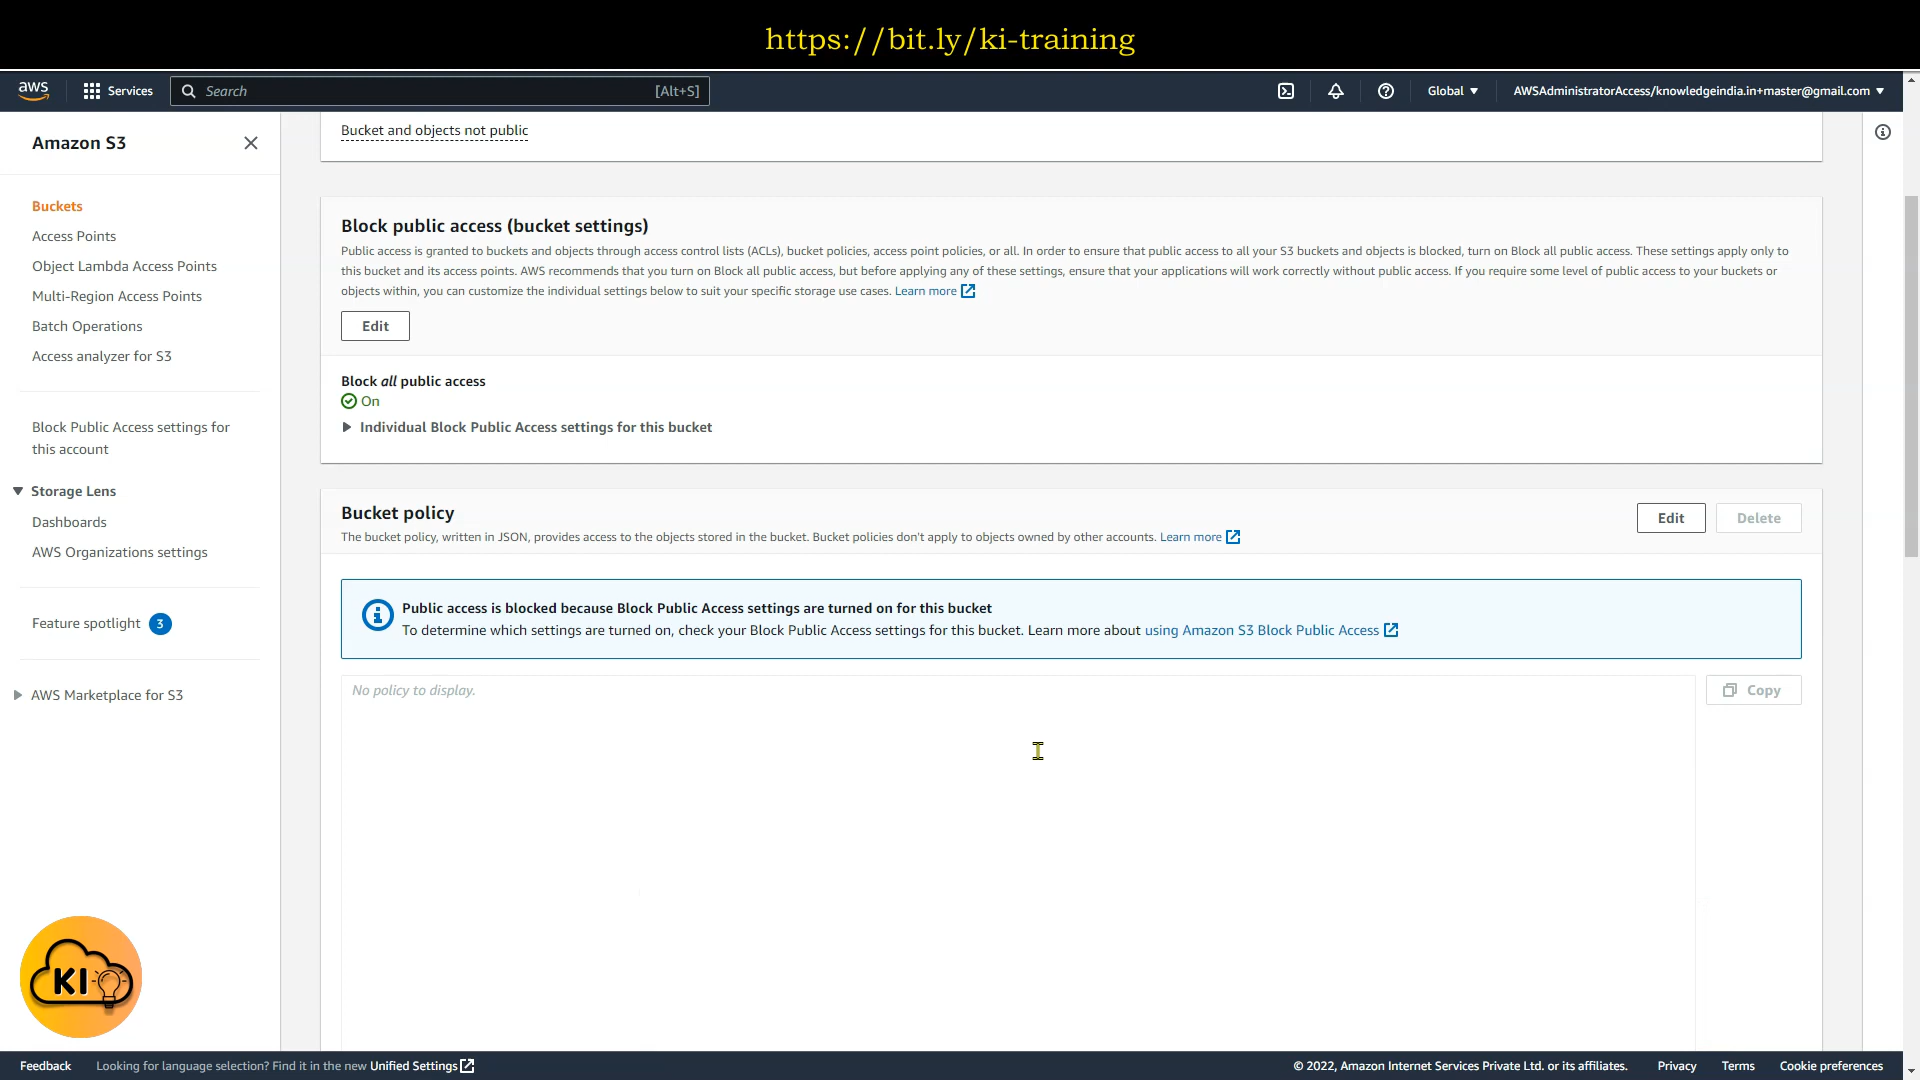 https://bit.ly/ki-training
aws
Services
Search
[Alt+S]
Global
AWSAdministratorAccess/knowledgeindia.in+master@gmail.com
Amazon S3
Buckets
Access Points
Object Lambda Access Points
Multi-Region Access Points
Batch Operations
Access analyzer for S3
Block Public Access settings for
this account
Storage Lens
Dashboards
AWS Organizations settings
Feature spotlight 3
AWS Marketplace for S3
KI
Bucket and objects not public
Block public access (bucket settings)
Public access is granted to buckets and objects through access control lists (ACLs), bucket policies, access point policies, or all. In order to ensure that public access to all your S3 buckets and objects is blocked, turn on Block all public access. These settings apply only to
this bucket and its access points. AWS recommends that you turn on Block all public access, but before applying any of these settings, ensure that your applications will work correctly without public access. If you require some level of public access to your buckets or
objects within, you can customize the individual settings below to suit your specific storage use cases. Learn more
Edit
Block all public access
On
Individual Block Public Access settings for this bucket
Bucket policy
Edit
Delete
The bucket policy, written in JSON, provides access to the objects stored in the bucket. Bucket policies don't apply to objects owned by other accounts. Learn more
Public access is blocked because Block Public Access settings are turned on for this bucket
To determine which settings are turned on, check your Block Public Access settings for this bucket. Learn more about using Amazon S3 Block Public Access
No policy to display.
Copy
Feedback
Looking for language selection? Find it in the new Unified Settings
© 2022, Amazon Internet Services Private Ltd. or its affiliates.
Privacy
Terms
Cookie preferences